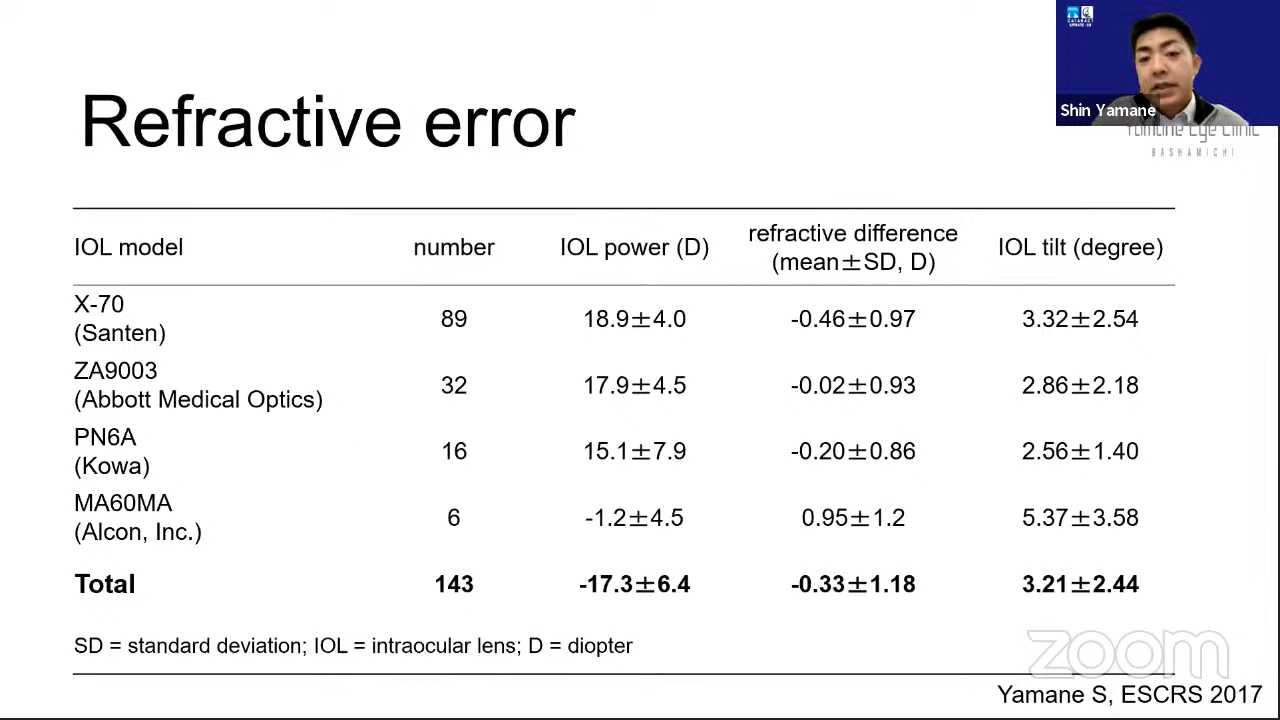 CATARACT
Shin Yamane
Yamane Eye Clinic
BASHAMICHI
Refractive error
IOL model number IOL power (D) refractive difference (mean±SD, D) IOL tilt (degree)
X-70
(Santen) 89 18.9±4.0 -0.46±0.97 3.32±2.54
ZA9003
(Abbott Medical Optics) 32 17.9±4.5 -0.02±0.93 2.86±2.18
PN6A
(Kowa) 16 15.1±7.9 -0.20±0.86 2.56±1.40
MA60MA
(Alcon, Inc.) 6 -1.2±4.5 0.95±1.2 5.37±3.58
Total 143 -17.3±6.4 -0.33±1.18 3.21±2.44
SD = standard deviation; IOL = intraocular lens; D = diopter
zoom
Yamane S, ESCRS 2017